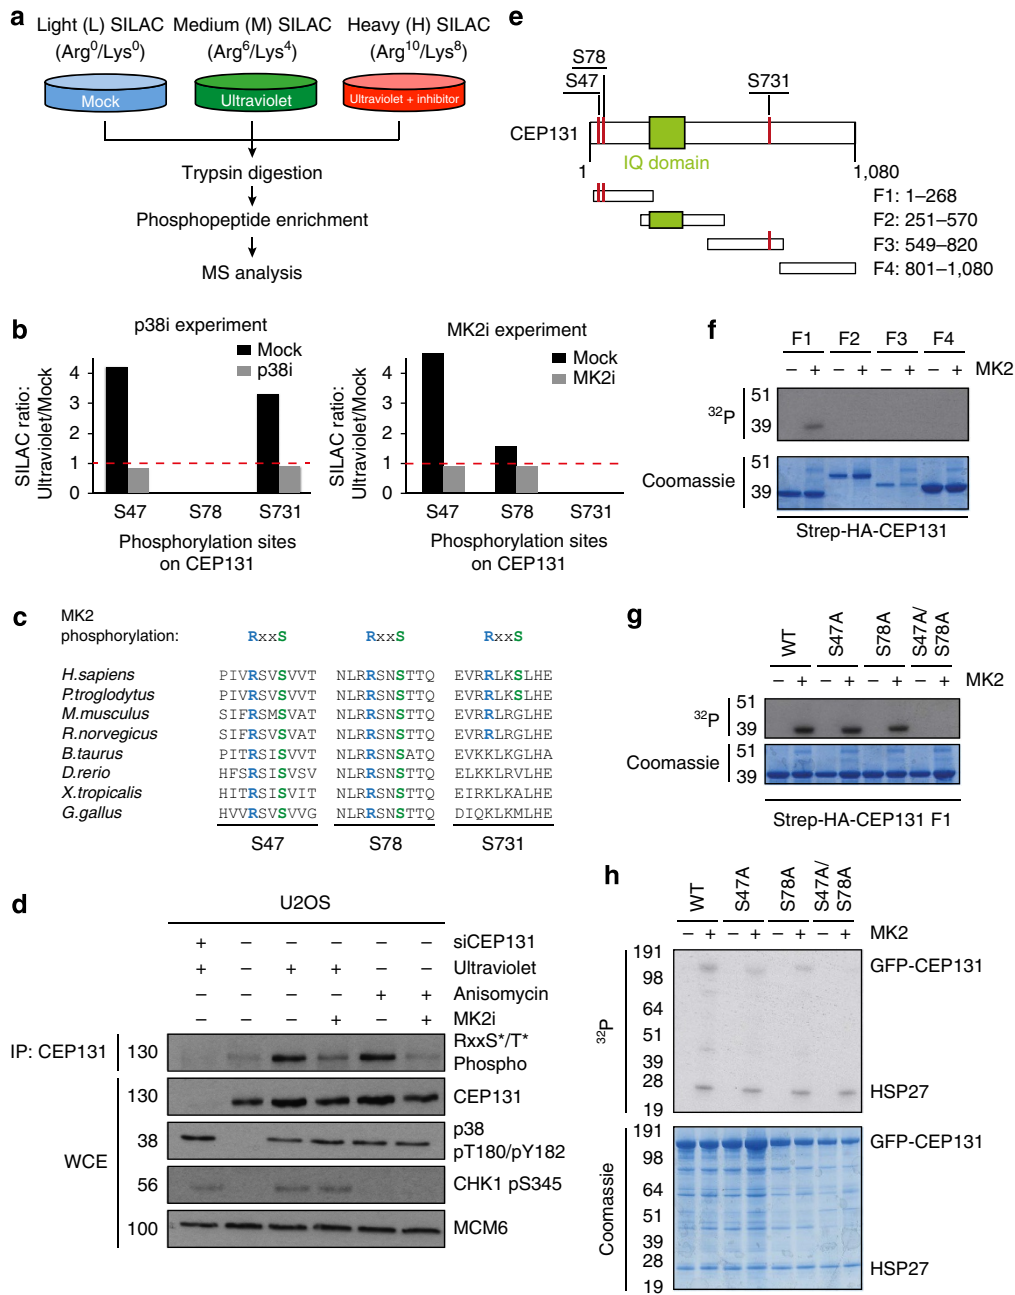 a
Light (L) SILAC
(Arg0/Lys0)
Medium (M) SILAC
(Arg6/Lys4)
Heavy (H) SILAC
(Arg10/Lys8)
Mock
Ultraviolet
Ultraviolet + inhibitor
Trypsin digestion
Phosphopeptide enrichment
MS analysis
b
p38i experiment
SILAC ratio:
Ultraviolet/Mock
4
3
2
1
0
Mock
p38i
S47 S78 S731
Phosphorylation sites
on CEP131
MK2i experiment
SILAC ratio:
Ultraviolet/Mock
4
3
2
1
0
Mock
MK2i
S47 S78 S731
Phosphorylation sites
on CEP131
c
MK2
phosphorylation: RxxS RxxS RxxS
H.sapiens PIVRSVSVVT NLRRSNSTTQ EVRRLKSLHE
P.troglodytus PIVRSVSVVT NLRRSNSTTQ EVRRLKSLHE
M.musculus SIFRSMSVAT NLRRSNSTTQ EVRRLRGLHE
R.norvegicus SIFRSVSVAT NLRRSNSTTQ EVRRLRGLHE
B.taurus PITRSISVVT NLRRSNSATQ EVKKLKGLHA
D.rerio HFSRSISVSV NLRRSNSTTQ ELKKLRVLHE
X.tropicalis HITRSISVIT NLRRSNSTTQ EIRKLKALHE
G.gallus HVVRSVSVVG NLRRSNSTTQ DIQKLKMLHE
S47 S78 S731
d
U2OS
+ – – – – – siCEP131
+ – + + – – Ultraviolet
– – – – + + Anisomycin
– – – + – + MK2i
IP: CEP131 130 RxxS*/T*
Phospho
WCE
130 CEP131
38 p38
pT180/pY182
56 CHK1 pS345
100 MCM6
e
S78
S47
S731
CEP131
IQ domain
1
1,080
F1: 1–268
F2: 251–570
F3: 549–820
F4: 801–1,080
f
F1 F2 F3 F4
– + – + – + – + MK2
32P
51
39
Coomassie
51
39
Strep-HA-CEP131
g
WT
S47A
S78A
S47A/
S78A
– + – + – + – + MK2
32P
51
39
Coomassie
51
39
Strep-HA-CEP131 F1
h
WT
S47A
S78A
S47A/
S78A
– + – + – + – + MK2
32P
191
98
64
51
39
28
19
GFP-CEP131
HSP27
Coomassie
191
98
64
51
39
28
19
GFP-CEP131
HSP27